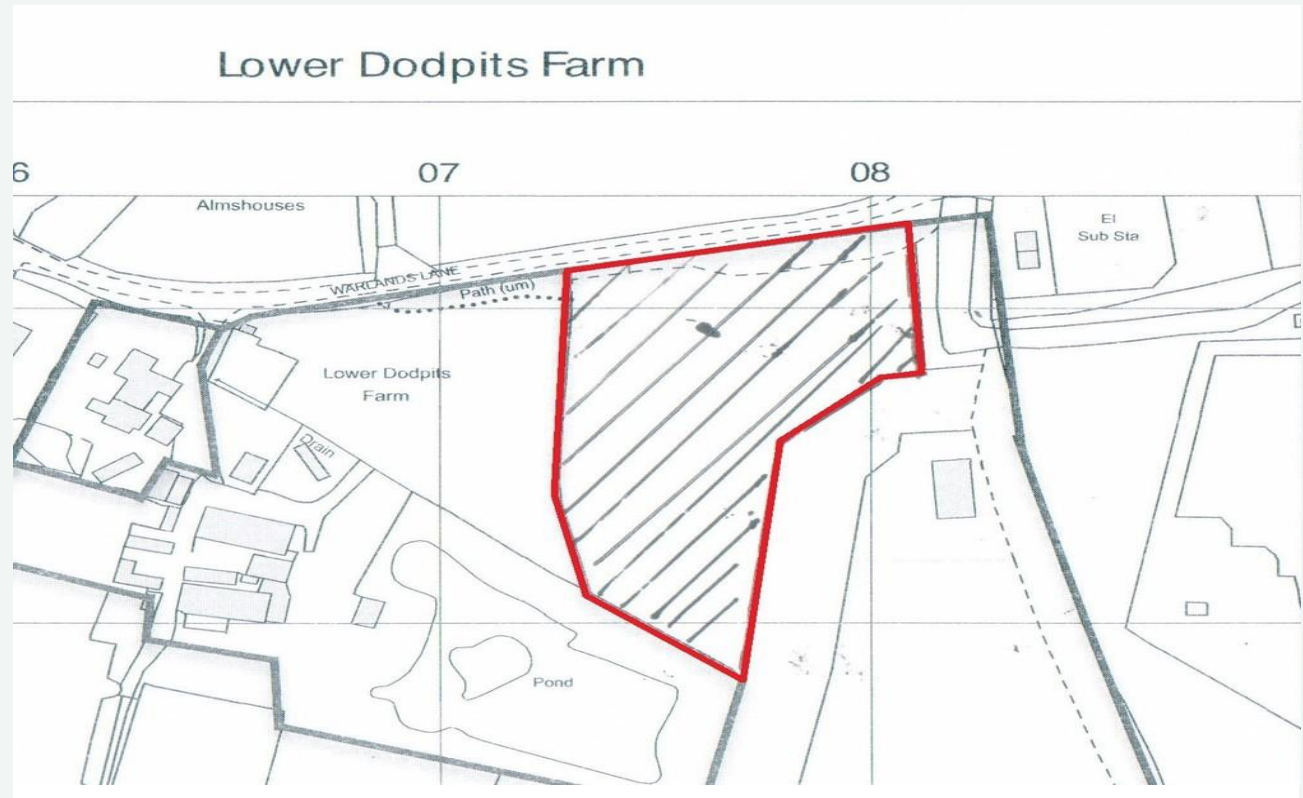 Lower Dodpits Farm
6
07
08
Almshouses
El
Sub Sta
WARLANDS LANE
Path (um)
Lower Dodpits
Farm
Drain
Pond